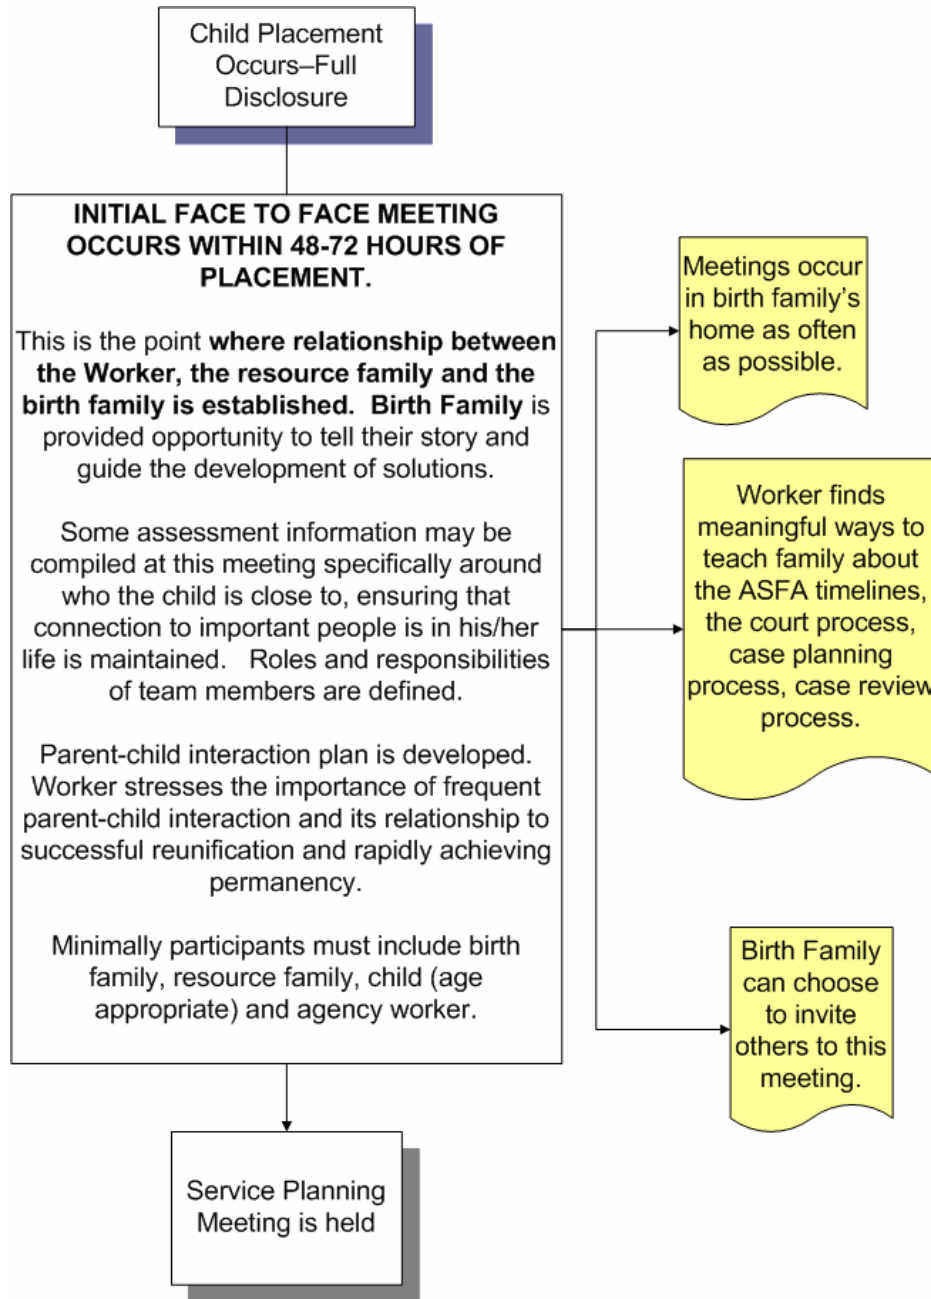 Child Placement
Occurs–Full
Disclosure
INITIAL FACE TO FACE MEETING
OCCURS WITHIN 48-72 HOURS OF
PLACEMENT.
This is the point where relationship between
the Worker, the resource family and the
birth family is established.  Birth Family is
provided opportunity to tell their story and
guide the development of solutions.
Some assessment information may be
compiled at this meeting specifically around
who the child is close to, ensuring that
connection to important people is in his/her
life is maintained.   Roles and responsibilities
of team members are defined.
Parent-child interaction plan is developed.
Worker stresses the importance of frequent
parent-child interaction and its relationship to
successful reunification and rapidly achieving
permanency.
Minimally participants must include birth
family, resource family, child (age
appropriate) and agency worker.
Meetings occur
in birth family's
home as often
as possible.
Worker finds
meaningful ways to
teach family about
the ASFA timelines,
the court process,
case planning
process, case review
process.
Birth Family
can choose
to invite
others to this
meeting.
Service Planning
Meeting is held